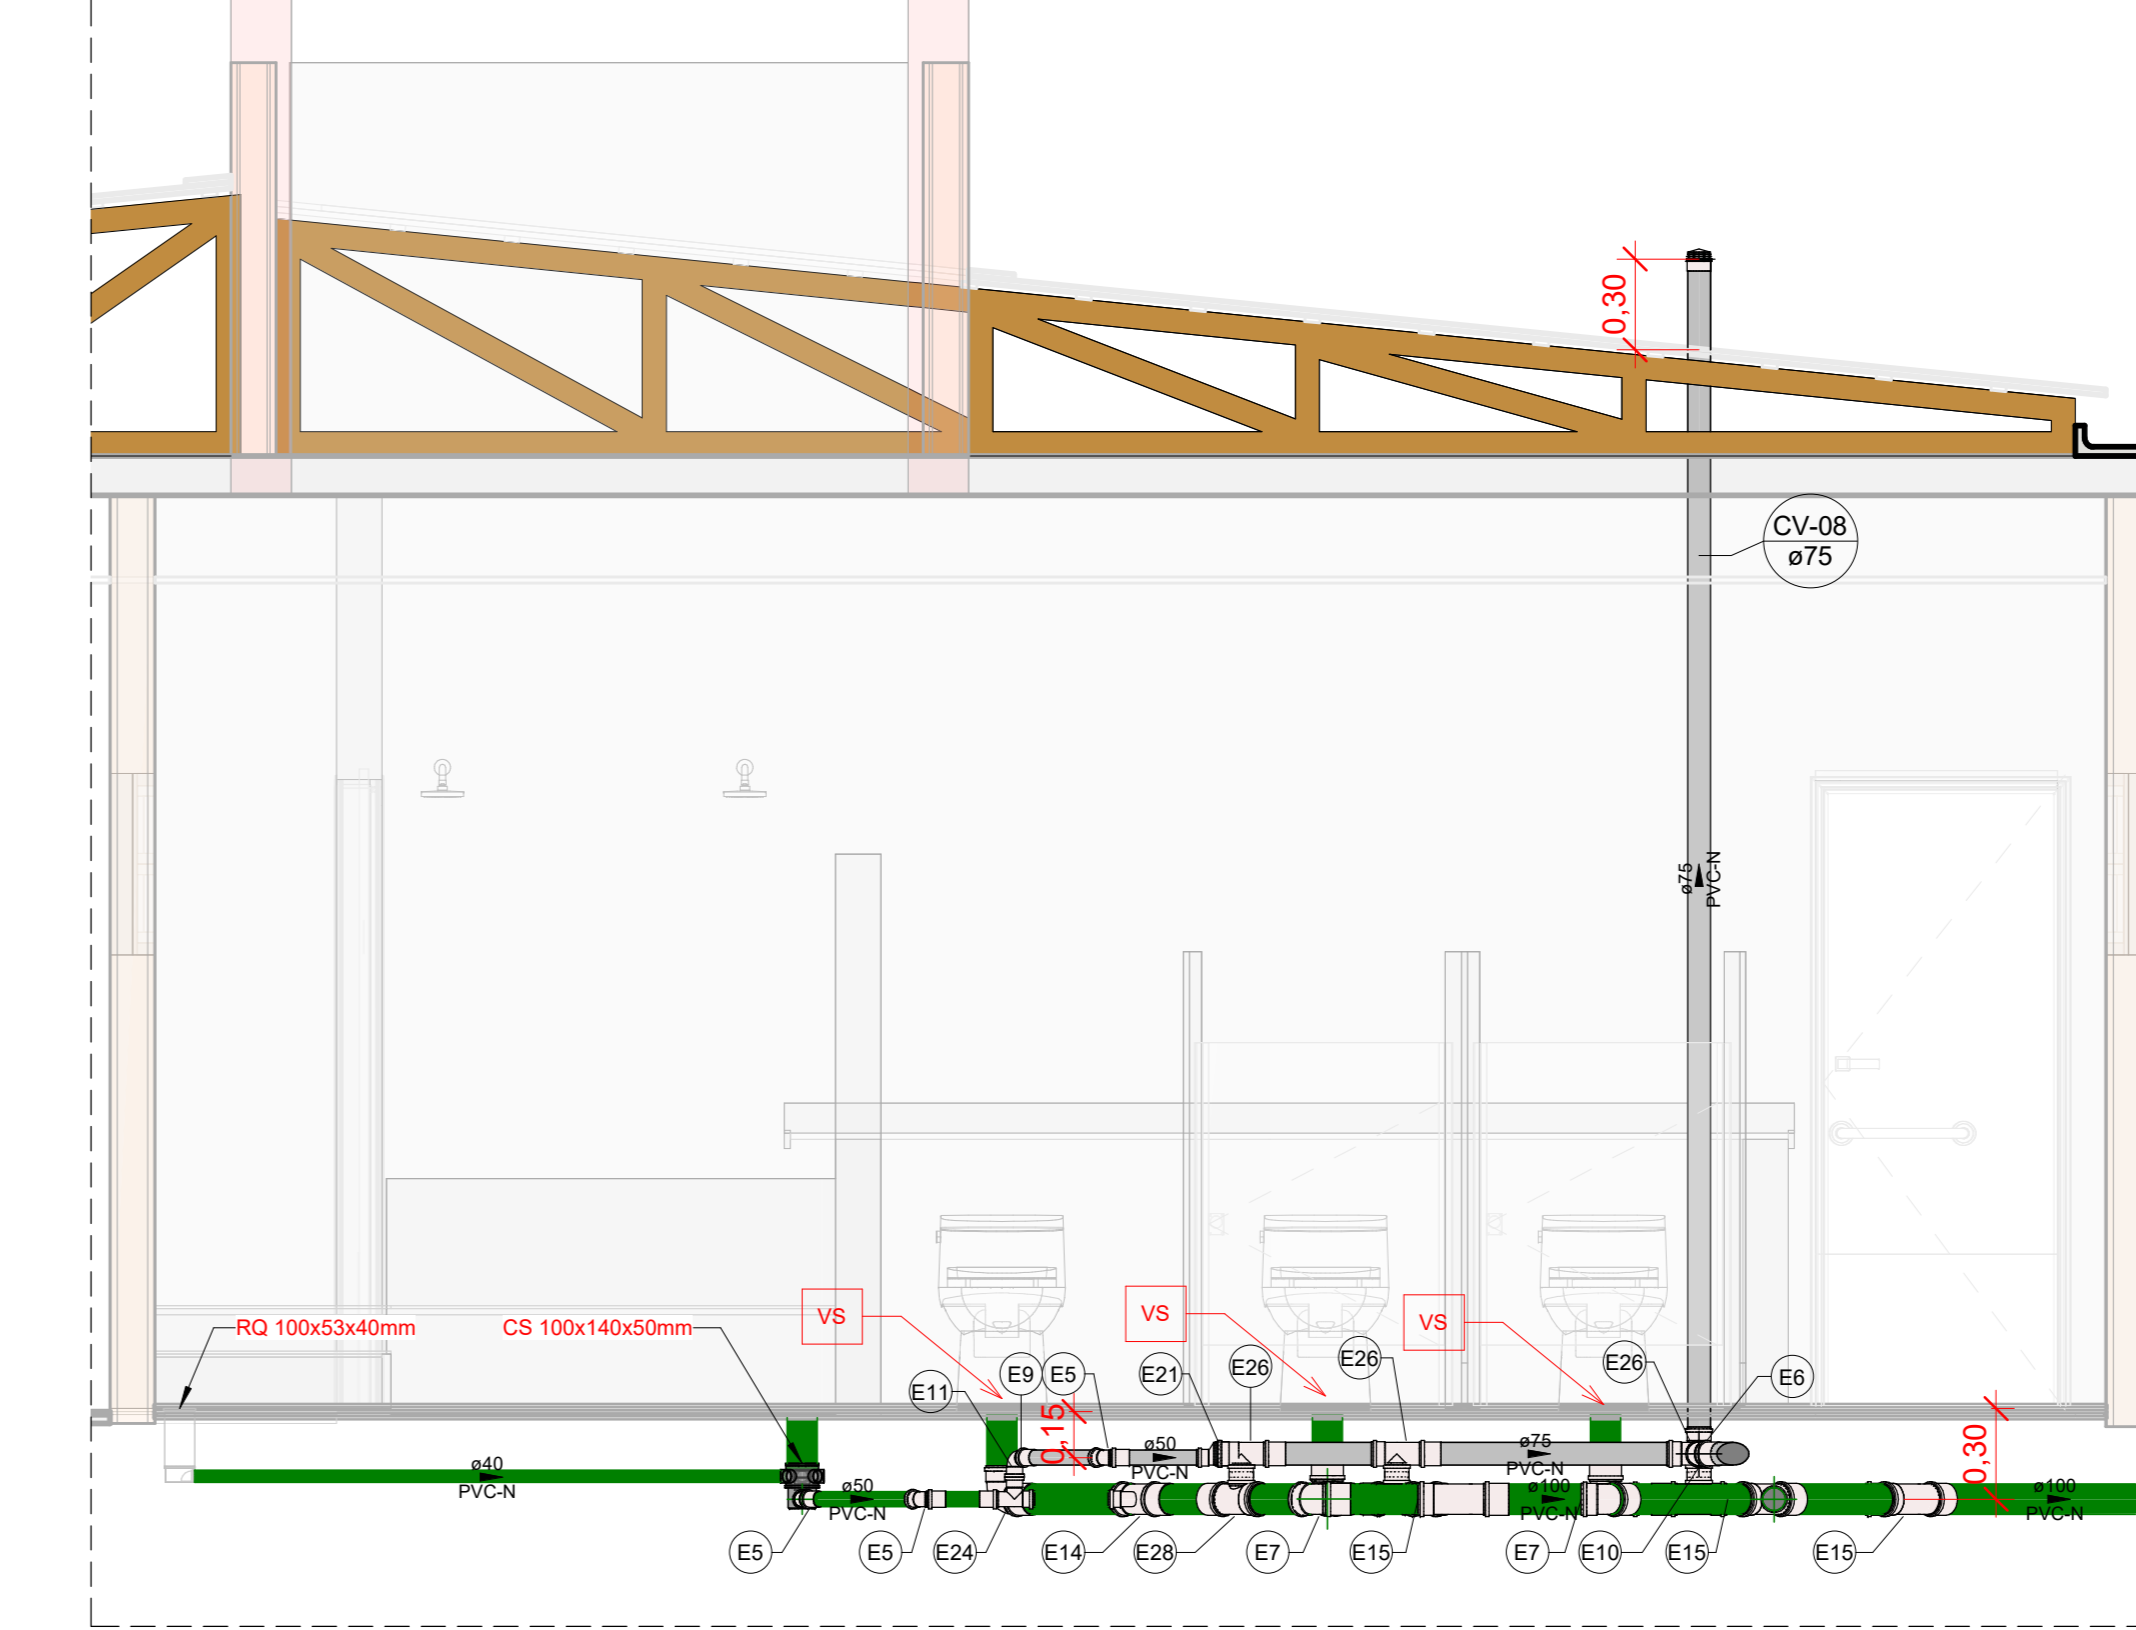 0,30
CV-08
ø75
ø75
PVC-N
VS
VS
VS
RQ 100x53x40mm
CS 100x140x50mm
E11
E9
E5
E21
E26
E26
E26
E6
0,15
0,30
ø50
PVC-N
ø75
PVC-N
ø40
PVC-N
ø50
PVC-N
ø100
PVC-N
ø100
PVC-N
E5
E5
E24
E14
E28
E7
E15
E7
E10
E15
E15